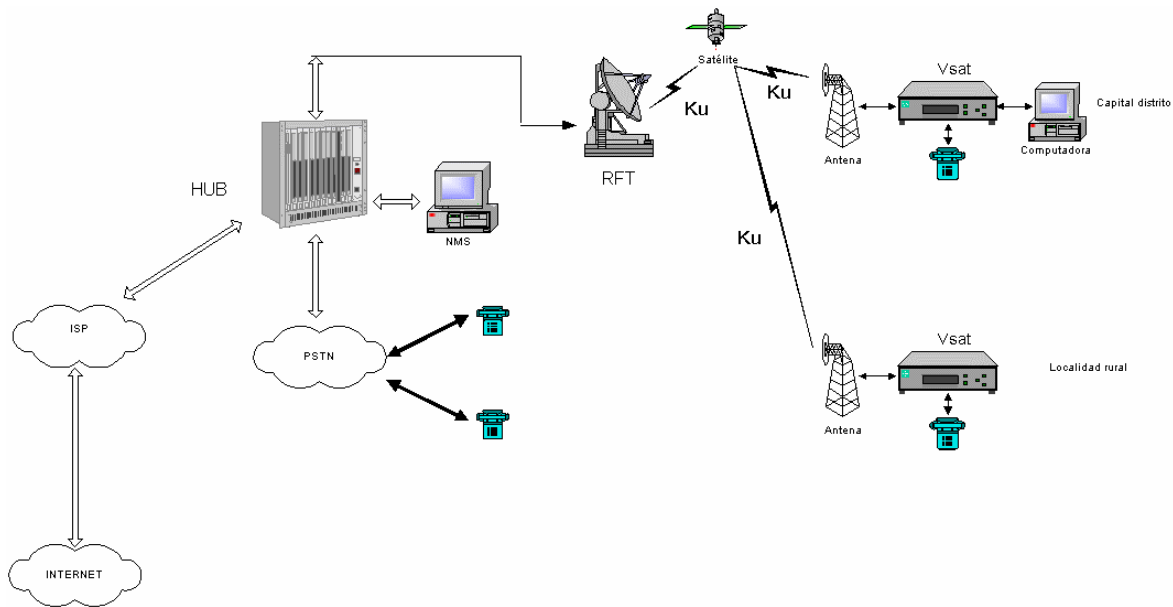 Satélite
Vsat
Ku
Ku
Capital distrito
Antena
Computadora
HUB
RFT
NMS
Ku
ISP
PSTN
Vsat
Localidad rural
Antena
INTERNET